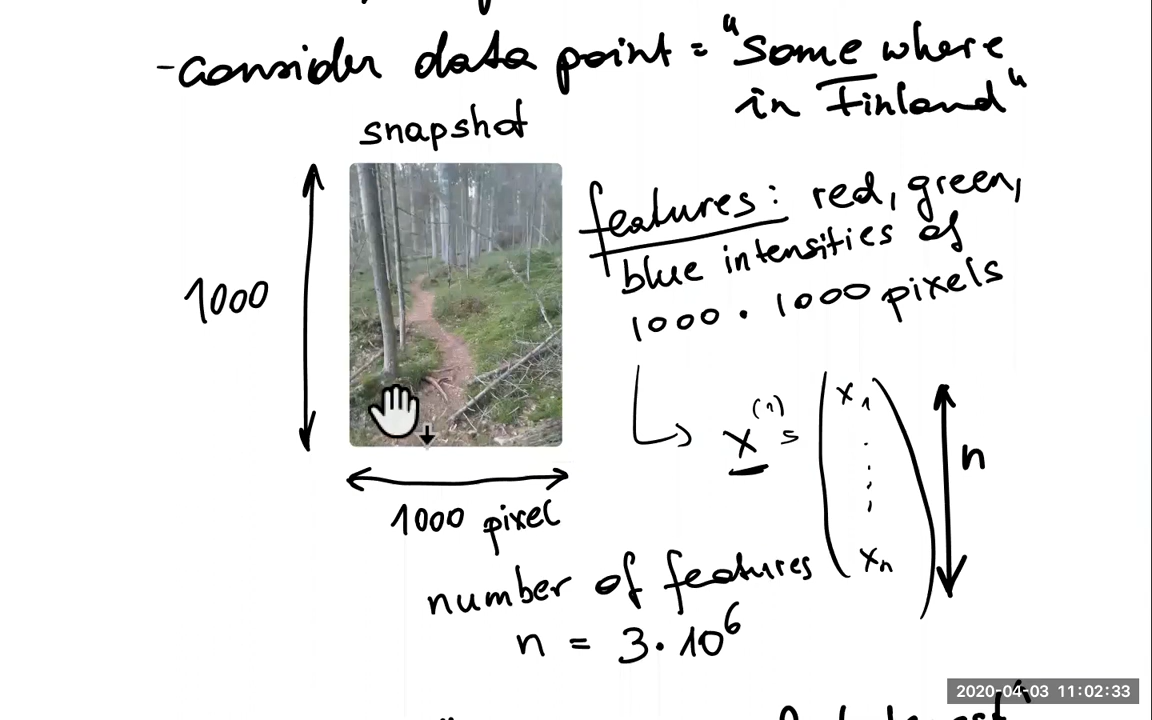 -consider data point = "Some where
in Finland"
snapshot
features: red, green,
blue intensities of
1000 . 1000 pixels
1000
x(1) = (x1
xn)
n
1000 pixel
number of features
n = 3 · 10^6
2020-04-03 11:02:33